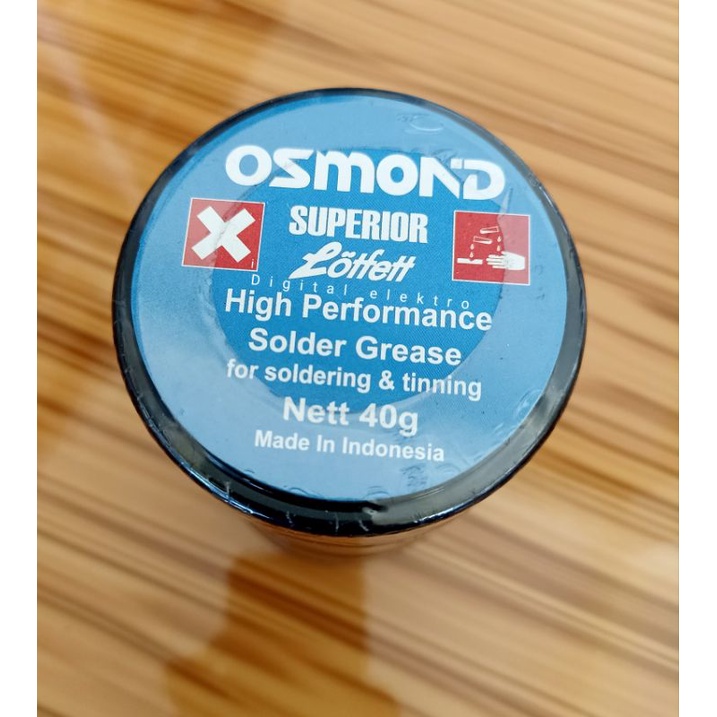 OSMOND
SUPERIOR
Lötfett
Digital elektro
High Performance
Solder Grease
for soldering & tinning
Nett 40g
Made In Indonesia